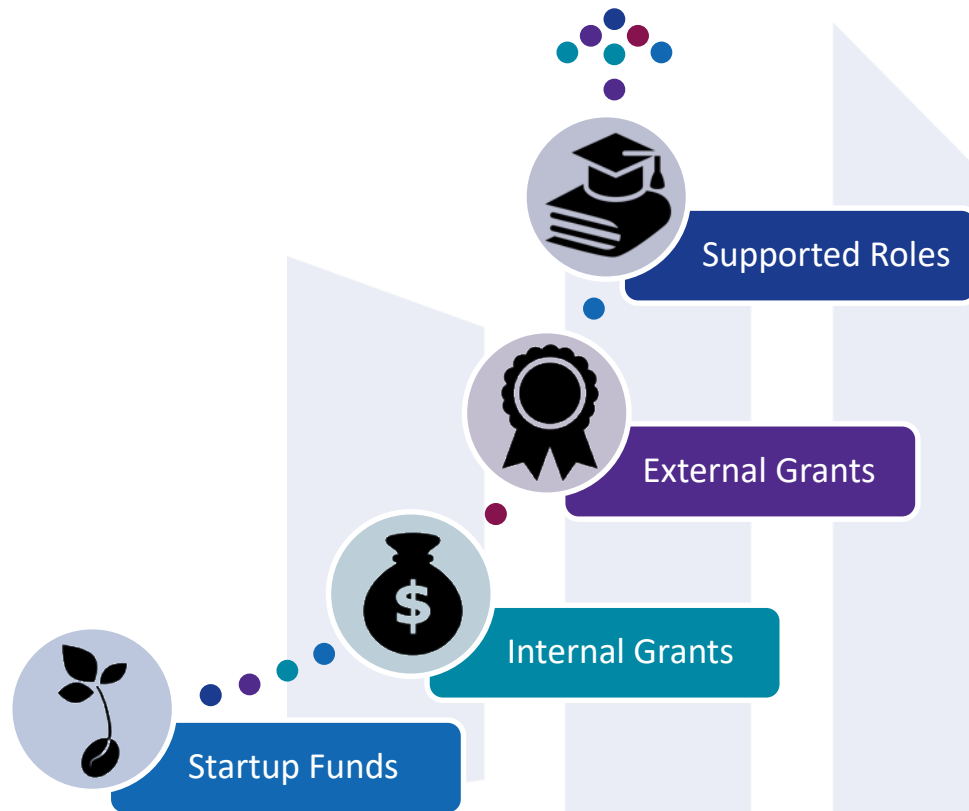 Supported Roles
External Grants
$
Internal Grants
Startup Funds